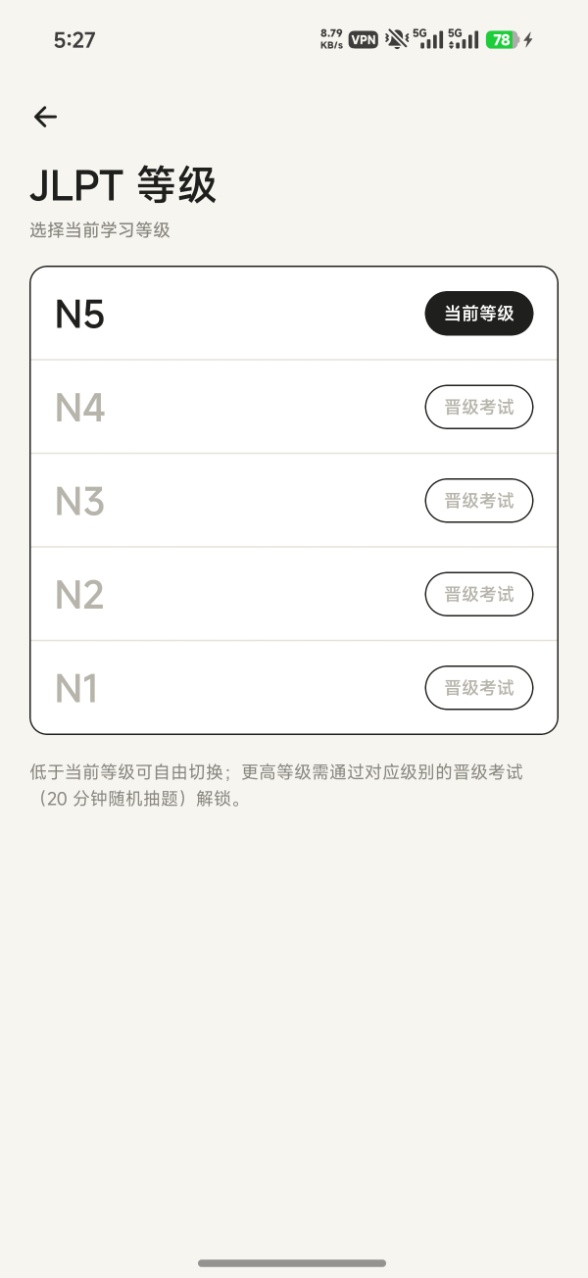 5:27
8.79
KB/s
VPN
5G
5G
78
JLPT 等级
选择当前学习等级
N5
当前等级
N4
晋级考试
N3
晋级考试
N2
晋级考试
N1
晋级考试
低于当前等级可自由切换；更高等级需通过对应级别的晋级考试
（20 分钟随机抽题）解锁。